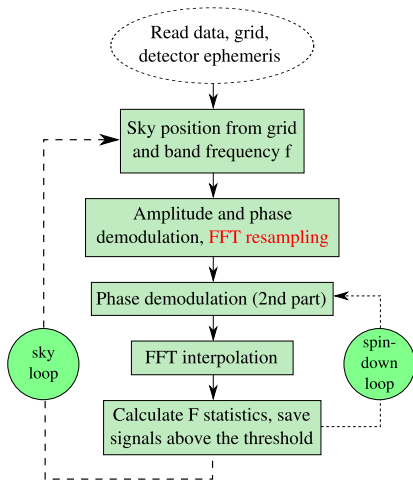 Read data, grid,
detector ephemeris
Sky position from grid
and band frequency f
Amplitude and phase
demodulation, FFT resampling
Phase demodulation (2nd part)
FFT interpolation
Calculate F statistics, save
signals above the threshold
sky
loop
spin-
down
loop